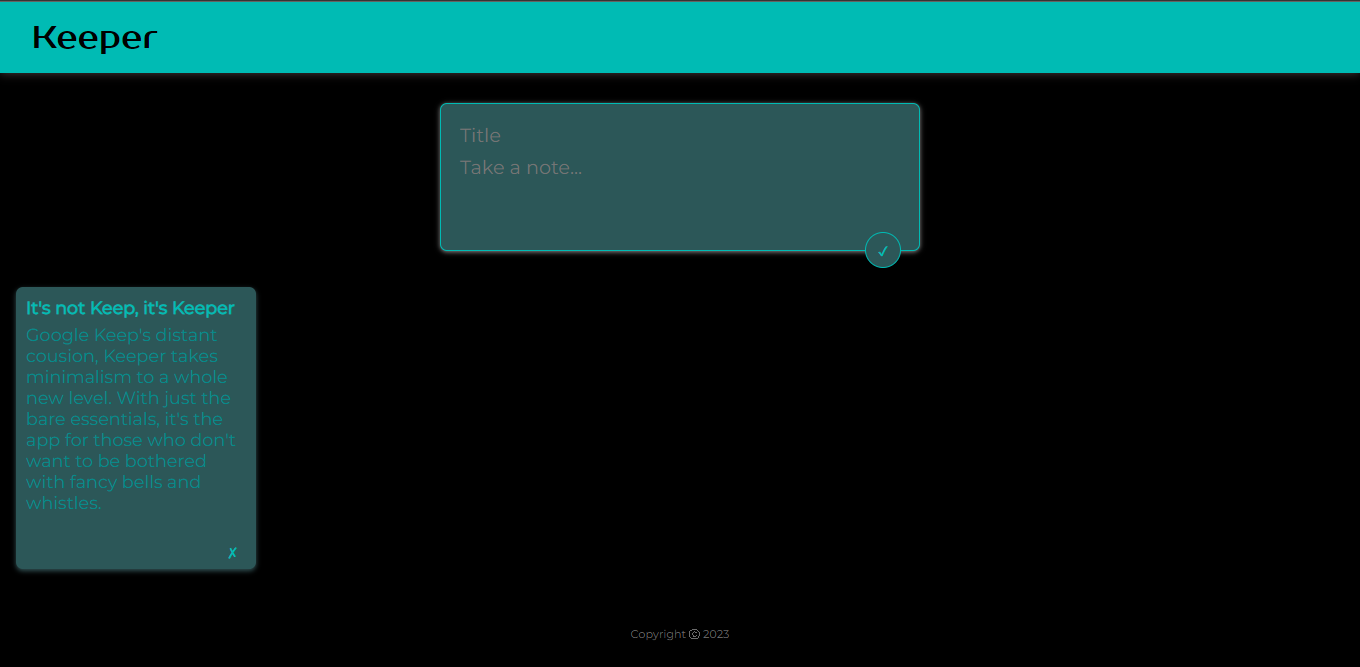 Keeper
Title
Take a note...
✓
It's not Keep, it's Keeper
Google Keep's distant
cousion, Keeper takes
minimalism to a whole
new level. With just the
bare essentials, it's the
app for those who don't
want to be bothered
with fancy bells and
whistles.
✗
Copyright © 2023